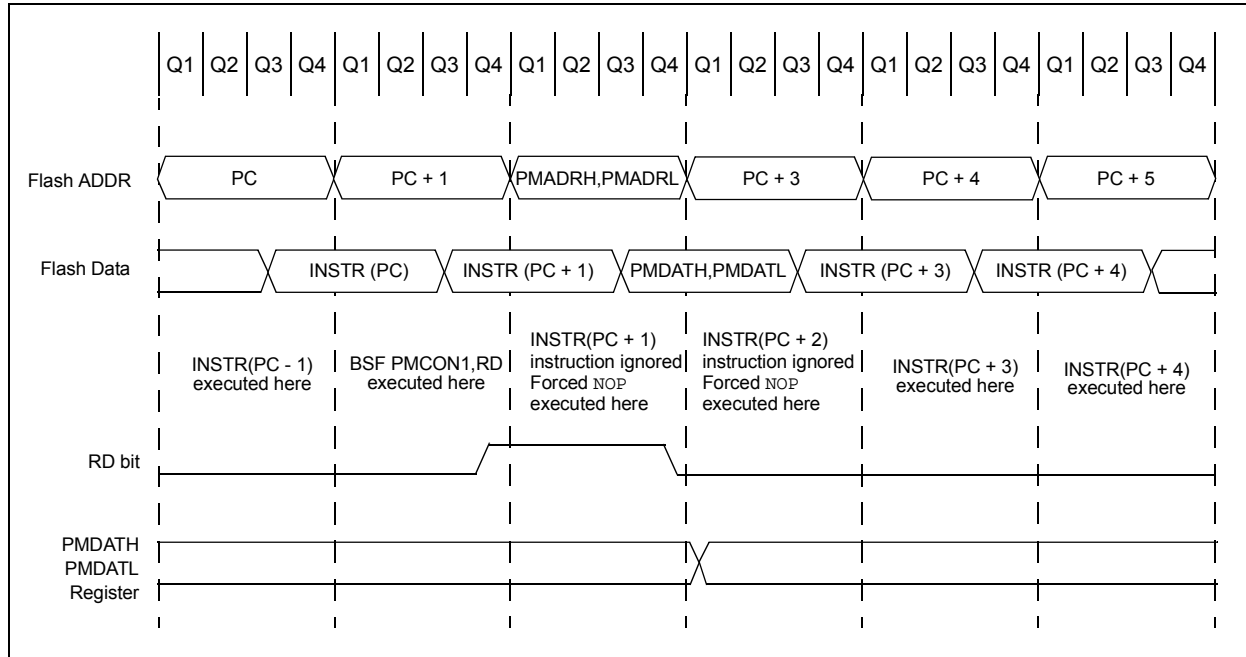 Q1 Q2 Q3 Q4 Q1 Q2 Q3 Q4 Q1 Q2 Q3 Q4 Q1 Q2 Q3 Q4 Q1 Q2 Q3 Q4 Q1 Q2 Q3 Q4
Flash ADDR PC PC + 1 PMADRH,PMADRL PC + 3 PC + 4 PC + 5
Flash Data INSTR (PC) INSTR (PC + 1) PMDATH,PMDATL INSTR (PC + 3) INSTR (PC + 4)
INSTR(PC - 1)
executed here
BSF PMCON1,RD
executed here
INSTR(PC + 1)
instruction ignored
Forced NOP
executed here
INSTR(PC + 2)
instruction ignored
Forced NOP
executed here
INSTR(PC + 3)
executed here
INSTR(PC + 4)
executed here
RD bit
PMDATH
PMDATL
Register